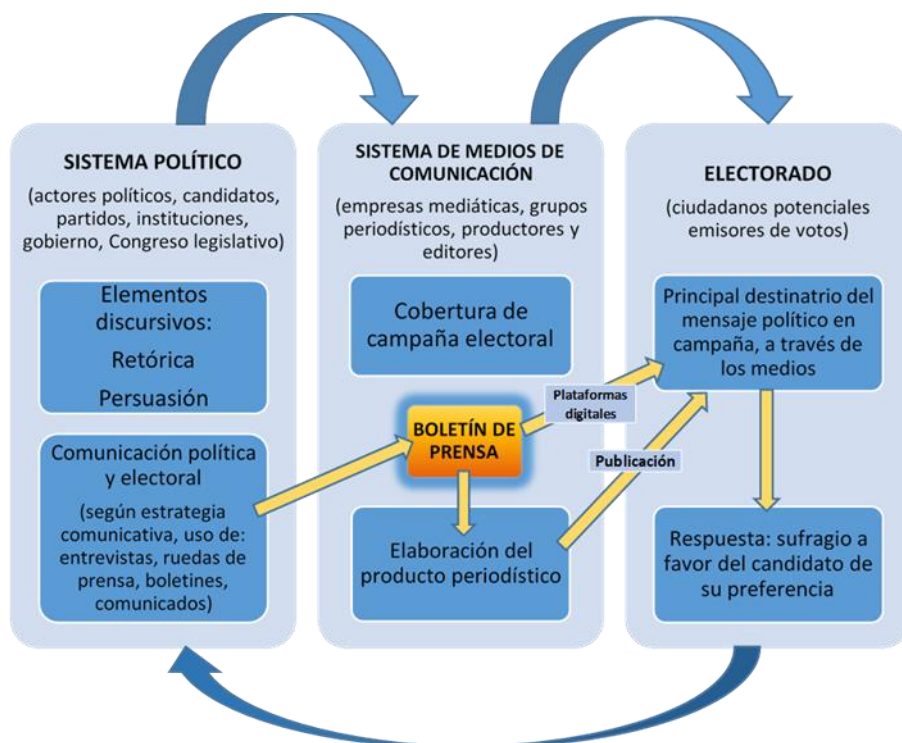 SISTEMA POLÍTICO
(actores políticos, candidatos,
partidos, instituciones,
gobierno, Congreso legislativo)
Elementos
discursivos:
Retórica
Persuasión
Comunicación política
y electoral
(según estrategia
comunicativa, uso de:
entrevistas, ruedas de
prensa, boletines,
comunicados)
SISTEMA DE MEDIOS DE
COMUNICACIÓN
(empresas mediáticas, grupos
periodísticos, productores y
editores)
Cobertura de
campaña electoral
BOLETÍN DE
PRENSA
Plataformas
digitales
Publicación
Elaboración del
producto periodístico
ELECTORADO
(ciudadanos potenciales
emisores de votos)
Principal destinatrio del
mensaje político en
campaña, a través de
los medios
Respuesta: sufragio a
favor del candidato de
su preferencia